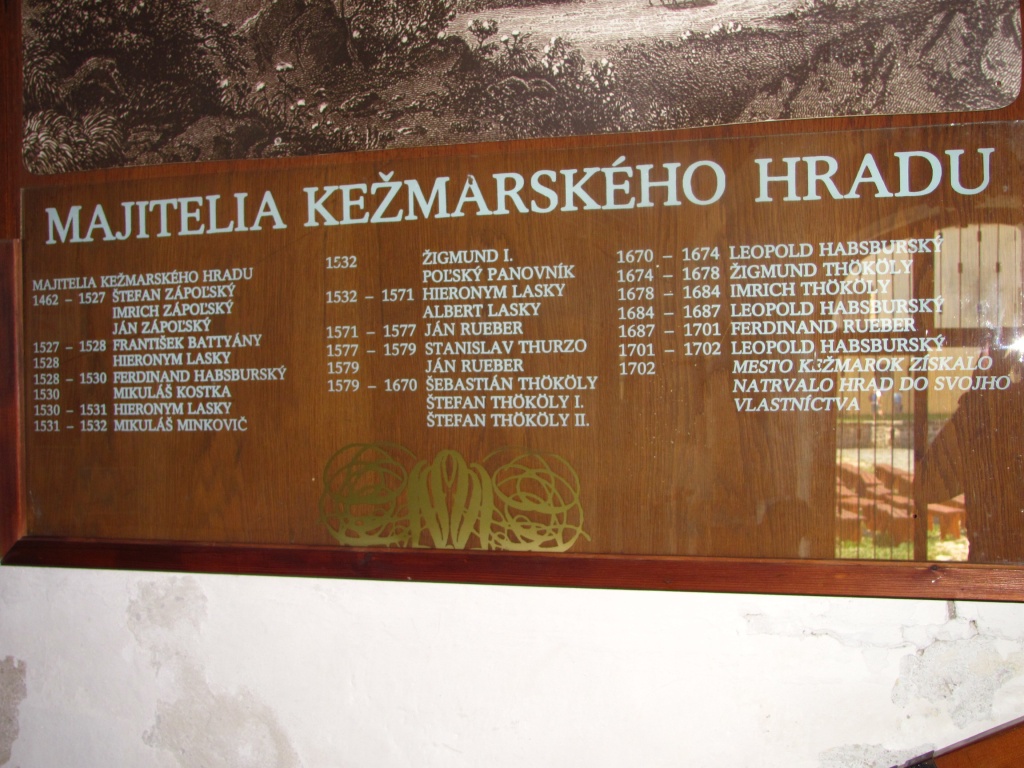 MAJITELIA KEŽMARSKÉHO HRADU
MAJITELIA KEŽMARSKÉHO HRADU
1462 – 1527 ŠTEFAN ZÁPOĽSKÝ
IMRICH ZÁPOĽSKÝ
JÁN ZÁPOĽSKÝ
1527 – 1528 FRANTIŠEK BATTYÁNY
1528 HIERONYM LASKY
1528 – 1530 FERDINAND HABSBURSKÝ
1530 MIKULÁŠ KOSTKA
1530 – 1531 HIERONYM LASKY
1531 – 1532 MIKULÁŠ MINKOVIČ
1532 ŽIGMUND I.
POĽSKÝ PANOVNÍK
1532 – 1571 HIERONYM LASKY
ALBERT LASKY
1571 – 1577 JÁN RUEBER
1577 – 1579 STANISLAV THURZO
1579 JÁN RUEBER
1579 – 1670 ŠEBASTIÁN THÖKÖLY
ŠTEFAN THÖKÖLY I.
ŠTEFAN THÖKÖLY II.
1670 – 1674 LEOPOLD HABSBURSKÝ
1674 – 1678 ŽIGMUND THÖKÖLY
1678 – 1684 IMRICH THÖKÖLY
1684 – 1687 LEOPOLD HABSBURSKÝ
1687 – 1701 FERDINAND RUEBER
1701 – 1702 LEOPOLD HABSBURSKÝ
1702 MESTO KEŽMAROK ZÍSKALO
NATRVALO HRAD DO SVOJHO
VLASTNÍCTVA